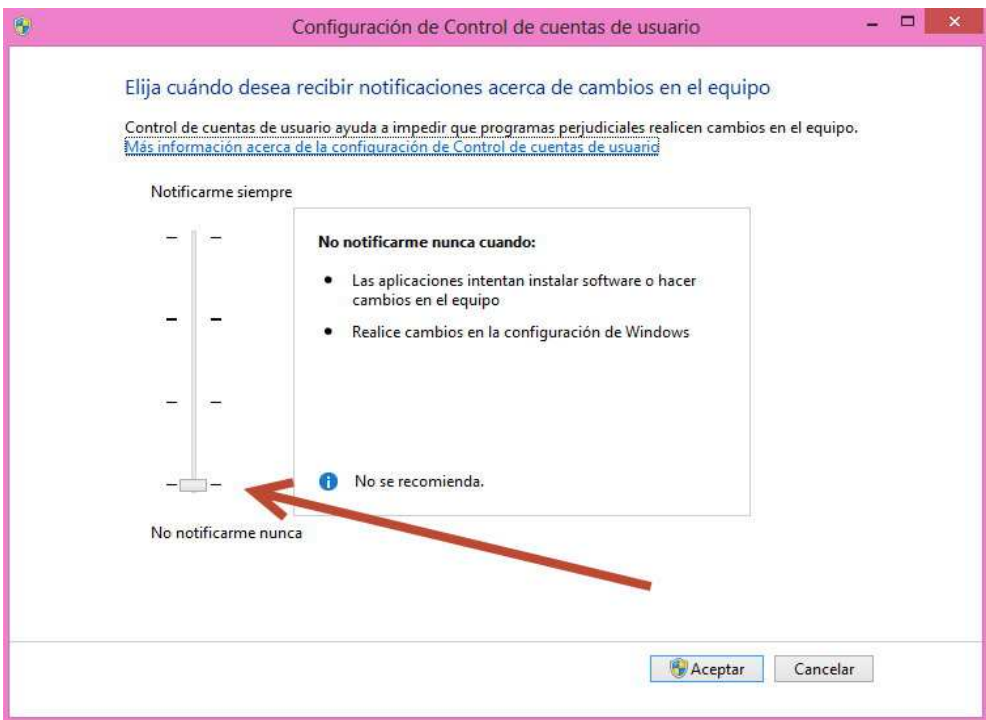 Configuración de Control de cuentas de usuario
Elija cuándo desea recibir notificaciones acerca de cambios en el equipo
Control de cuentas de usuario ayuda a impedir que programas perjudiciales realicen cambios en el equipo.
Más información acerca de la configuración de Control de cuentas de usuario
Notificarme siempre
No notificarme nunca cuando:
Las aplicaciones intentan instalar software o hacer
cambios en el equipo
Realice cambios en la configuración de Windows
No se recomienda.
No notificarme nunca
Aceptar Cancelar